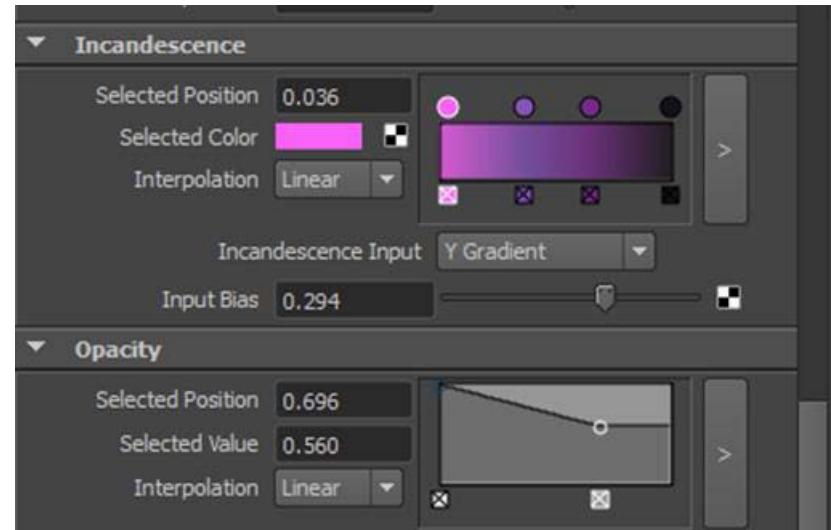 Incandescence
Selected Position 0.036
Selected Color
Interpolation Linear
>
Incandescence Input Y Gradient
Input Bias 0.294
Opacity
Selected Position 0.696
Selected Value 0.560
>
Interpolation Linear